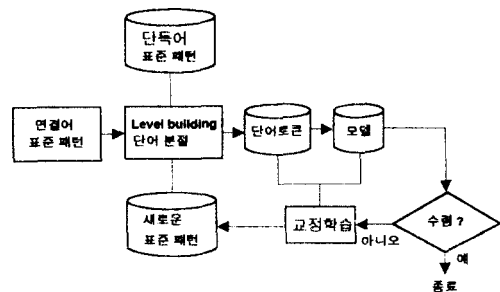 단독어
표준 패턴
연결어
표준 패턴
Level building
단어 분절
단어토큰
모델
새로운
표준 패턴
교정학습
수렴 ?
아니오
예
종료